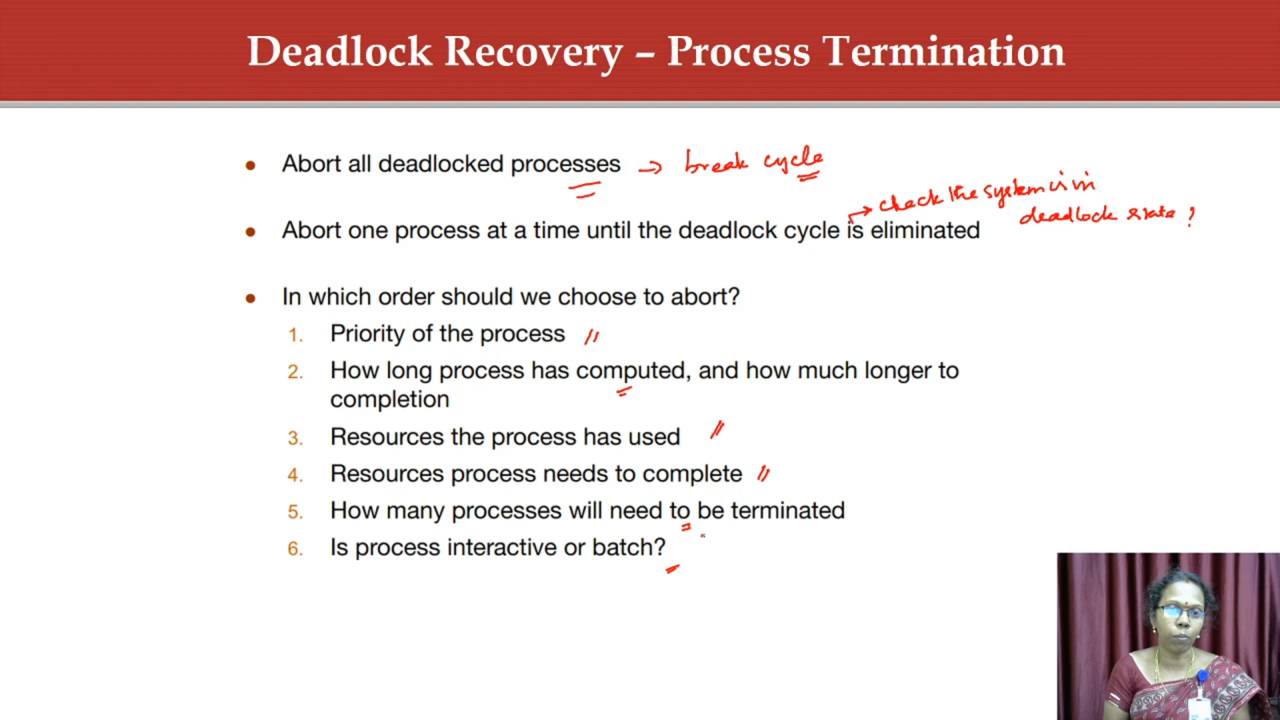 Deadlock Recovery – Process Termination
• Abort all deadlocked processes → break cycle
→ check the system is in
deadlock state ?
• Abort one process at a time until the deadlock cycle is eliminated
• In which order should we choose to abort?
1. Priority of the process
2. How long process has computed, and how much longer to
completion
3. Resources the process has used
4. Resources process needs to complete
5. How many processes will need to be terminated
6. Is process interactive or batch?